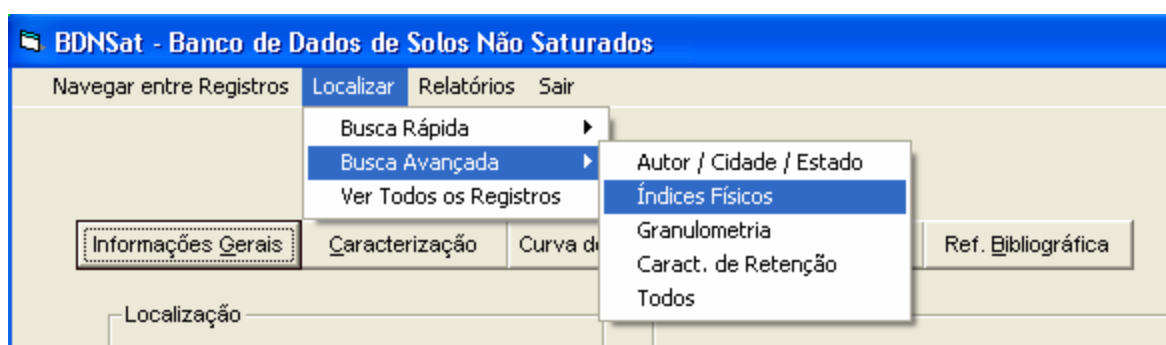 BDNSat - Banco de Dados de Solos Não Saturados
Navegar entre Registros Localizar Relatórios Sair
Busca Rápida
Busca Avançada
Ver Todos os Registros
Autor / Cidade / Estado
Índices Físicos
Granulometria
Caract. de Retenção
Todos
Informações Gerais Caracterização Curva Ref. Bibliográfica
Localização